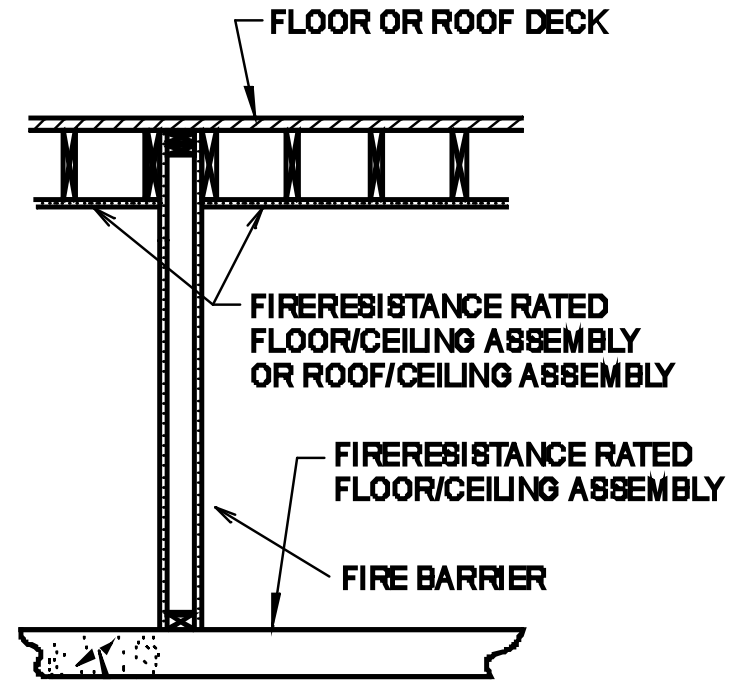 FLOOR OR ROOF DECK
FIRERESISTANCE RATED
FLOOR/CEILING ASSEMBLY
OR ROOF/CEILING ASSEMBLY
FIRERESISTANCE RATED
FLOOR/CEILING ASSEMBLY
FIRE BARRIER